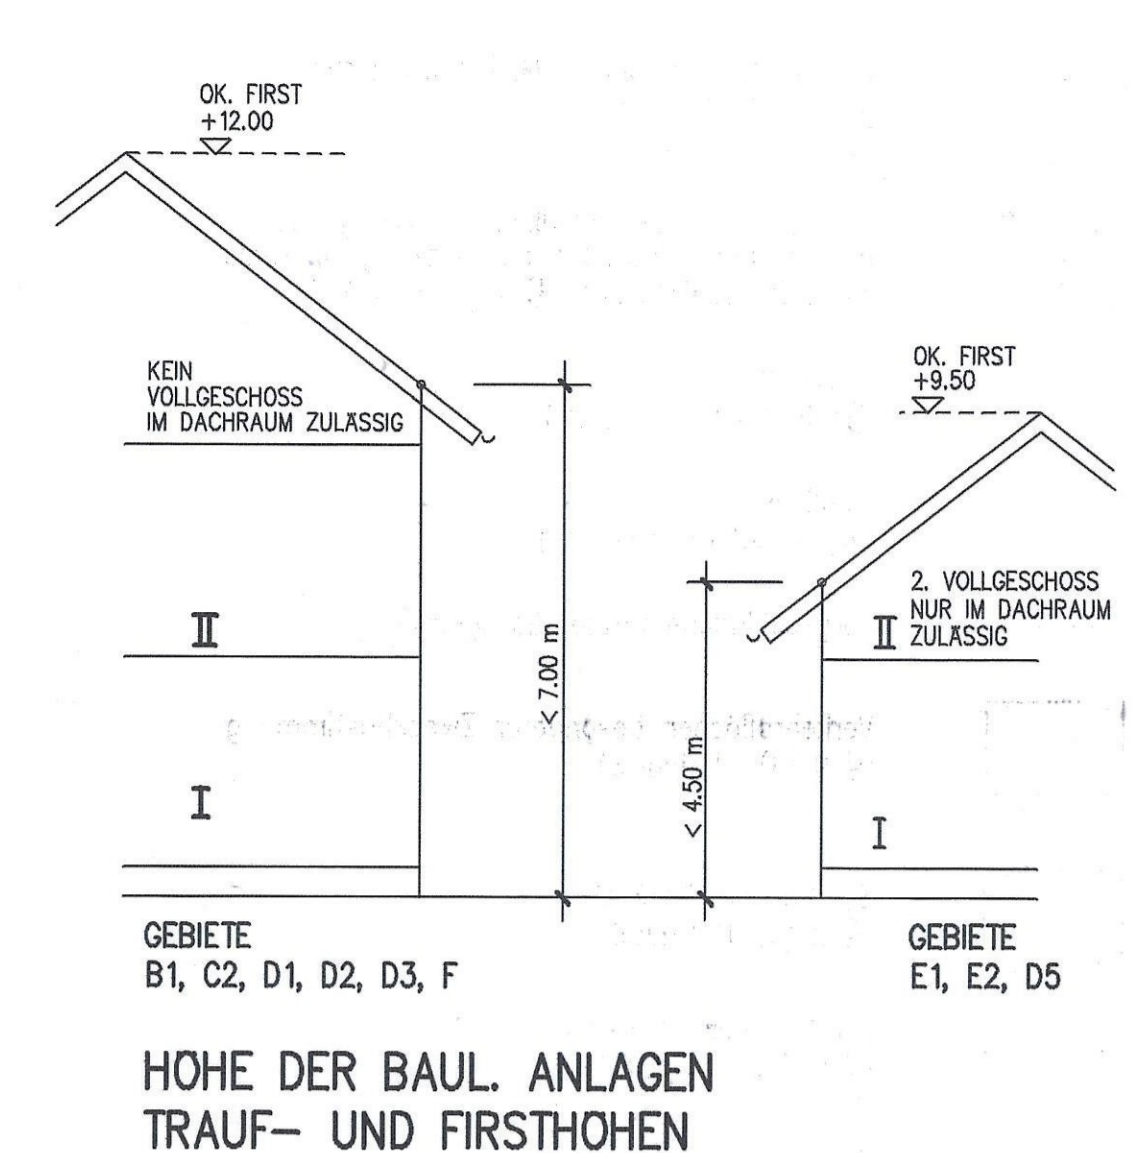 OK. FIRST
+12.00
KEIN
VOLLGESCHOSS
IM DACHRAUM ZULÄSSIG
II
I
< 7.00 m
GEBIETE
B1, C2, D1, D2, D3, F
OK. FIRST
+9.50
2. VOLLGESCHOSS
NUR IM DACHRAUM
ZULÄSSIG
II
I
< 4.50 m
GEBIETE
E1, E2, D5
HÖHE DER BAUL. ANLAGEN
TRAUF- UND FIRSTHÖHEN